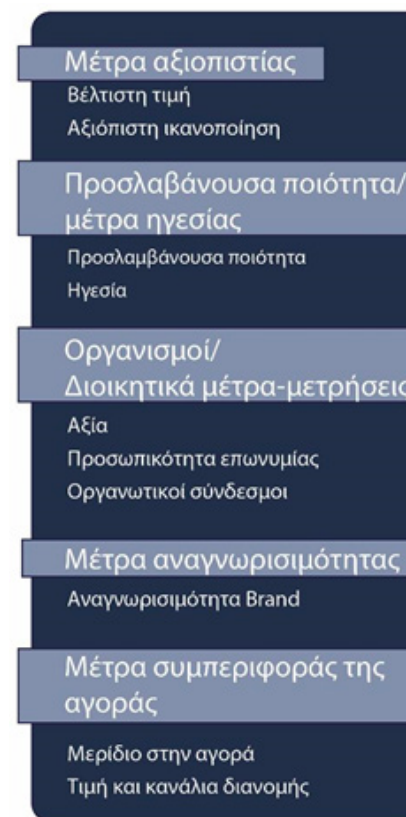 Μέτρα αξιοπιστίας
Βέλτιστη τιμή
Αξιόπιστη ικανοποίηση
Προσλαβάνουσα ποιότητα/
μέτρα ηγεσίας
Προσλαμβάνουσα ποιότητα
Ηγεσία
Οργανισμοί/
Διοικητικά μέτρα-μετρήσεις
Αξία
Προσωπικότητα επωνυμίας
Οργανωτικοί σύνδεσμοι
Μέτρα αναγνωρισιμότητας
Αναγνωρισιμότητα Brand
Μέτρα συμπεριφοράς της
αγοράς
Μερίδιο στην αγορά
Τιμή και κανάλια διανομής